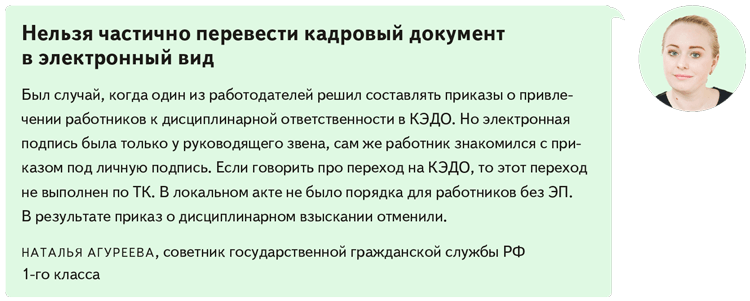 Нельзя частично перевести кадровый документ
в электронный вид
Был случай, когда один из работодателей решил составлять приказы о привле-
чении работников к дисциплинарной ответственности в КЭДО. Но электронная
подпись была только у руководящего звена, сам же работник знакомился с при-
казом под личную подпись. Если говорить про переход на КЭДО, то этот переход
не выполнен по ТК. В локальном акте не было порядка для работников без ЭП.
В результате приказ о дисциплинарном взыскании отменили.
НАТАЛЬЯ АГУРЕЕВА, советник государственной гражданской службы РФ
1-го класса